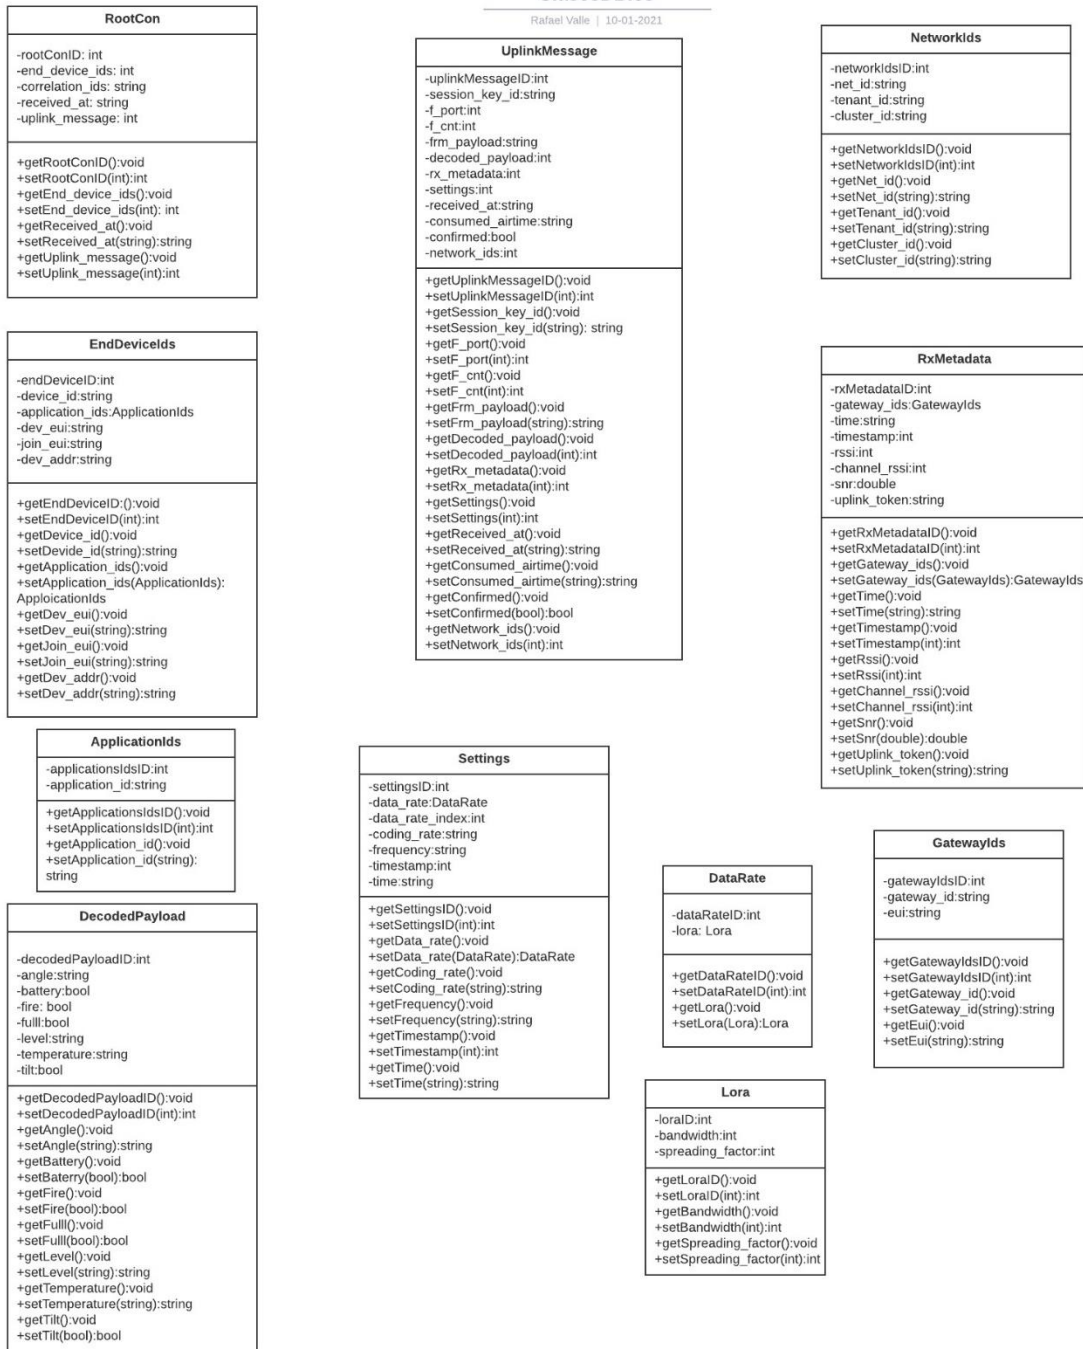 Rafael Valle | 10-01-2021
RootCon
-rootConID: int
-end_device_ids: int
-correlation_ids: string
-received_at: string
-uplink_message: int
+getRootConID():void
+setRootConID(int):int
+getEnd_device_ids():void
+setEnd_device_ids(int): int
+getReceived_at():void
+setReceived_at(string):string
+getUplink_message():void
+setUplink_message(int):int
EndDeviceIds
-endDeviceID:int
-device_id:string
-application_ids:ApplicationIds
-dev_eui:string
-join_eui:string
-dev_addr:string
+getEndDeviceID:():void
+setEndDeviceID(int):int
+getDevice_id():void
+setDevide_id(string):string
+getApplication_ids():void
+setApplication_ids(ApplicationIds):
ApploicationIds
+getDev_eui():void
+setDev_eui(string):string
+getJoin_eui():void
+setJoin_eui(string):string
+getDev_addr():void
+setDev_addr(string):string
ApplicationIds
-applicationsIdsID:int
-application_id:string
+getApplicationsIdsID():void
+setApplicationsIdsID(int):int
+getApplication_id():void
+setApplication_id(string):
string
DecodedPayload
-decodedPayloadID:int
-angle:string
-battery:bool
-fire: bool
-fulll:bool
-level:string
-temperature:string
-tilt:bool
+getDecodedPayloadID():void
+setDecodedPayloadID(int):int
+getAngle():void
+setAngle(string):string
+getBattery():void
+setBaterry(bool):bool
+getFire():void
+setFire(bool):bool
+getFulll():void
+setFulll(bool):bool
+getLevel():void
+setLevel(string):string
+getTemperature():void
+setTemperature(string):string
+getTilt():void
+setTilt(bool):bool
UplinkMessage
-uplinkMessageID:int
-session_key_id:string
-f_port:int
-f_cnt:int
-frm_payload:string
-decoded_payload:int
-rx_metadata:int
-settings:int
-received_at:string
-consumed_airtime:string
-confirmed:bool
-network_ids:int
+getUplinkMessageID():void
+setUplinkMessageID(int):int
+getSession_key_id():void
+setSession_key_id(string): string
+getF_port():void
+setF_port(int):int
+getF_cnt():void
+setF_cnt(int):int
+getFrm_payload():void
+setFrm_payload(string):string
+getDecoded_payload():void
+setDecoded_payload(int):int
+getRx_metadata():void
+setRx_metadata(int):int
+getSettings():void
+setSettings(int):int
+getReceived_at():void
+setReceived_at(string):string
+getConsumed_airtime():void
+setConsumed_airtime(string):string
+getConfirmed():void
+setConfirmed(bool):bool
+getNetwork_ids():void
+setNetwork_ids(int):int
Settings
-settingsID:int
-data_rate:DataRate
-data_rate_index:int
-coding_rate:string
-frequency:string
-timestamp:int
-time:string
+getSettingsID():void
+setSettingsID(int):int
+getData_rate():void
+setData_rate(DataRate):DataRate
+getCoding_rate():void
+setCoding_rate(string):string
+getFrequency():void
+setFrequency(string):string
+getTimestamp():void
+setTimestamp(int):int
+getTime():void
+setTime(string):string
DataRate
-dataRateID:int
-lora: Lora
+getDataRateID():void
+setDataRateID(int):int
+getLora():void
+setLora(Lora):Lora
Lora
-loraID:int
-bandwidth:int
-spreading_factor:int
+getLoraID():void
+setLoraID(int):int
+getBandwidth():void
+setBandwidth(int):int
+getSpreading_factor():void
+setSpreading_factor(int):int
NetworkIds
-networkIdsID:int
-net_id:string
-tenant_id:string
-cluster_id:string
+getNetworkIdsID():void
+setNetworkIdsID(int):int
+getNet_id():void
+setNet_id(string):string
+getTenant_id():void
+setTenant_id(string):string
+getCluster_id():void
+setCluster_id(string):string
RxMetadata
-rxMetadataID:int
-gateway_ids:GatewayIds
-time:string
-timestamp:int
-rssi:int
-channel_rssi:int
-snr:double
-uplink_token:string
+getRxMetadataID():void
+setRxMetadataID(int):int
+getGateway_ids():void
+setGateway_ids(GatewayIds):GatewayIds
+getTime():void
+setTime(string):string
+getTimestamp():void
+setTimestamp(int):int
+getRssi():void
+setRssi(int):int
+getChannel_rssi():void
+setChannel_rssi(int):int
+getSnr():void
+setSnr(double):double
+getUplink_token():void
+setUplink_token(string):string
GatewayIds
-gatewayIdsID:int
-gateway_id:string
-eui:string
+getGatewayIdsID():void
+setGatewayIdsID(int):int
+getGateway_id():void
+setGateway_id(string):string
+getEui():void
+setEui(string):string